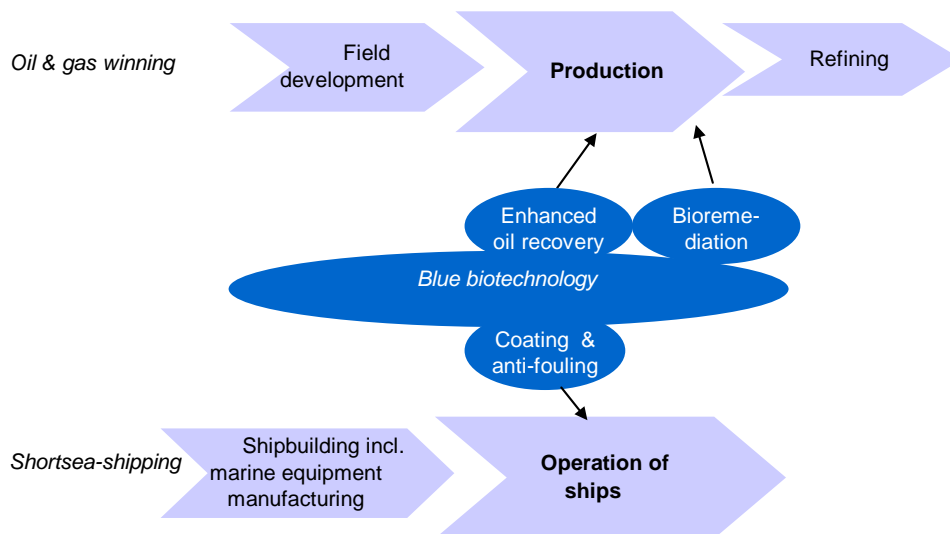 Oil & gas winning
Field
development
Production
Refining
Enhanced
oil recovery
Bioreme-
diation
Blue biotechnology
Coating &
anti-fouling
Shortsea-shipping
Shipbuilding incl.
marine equipment
manufacturing
Operation of
ships